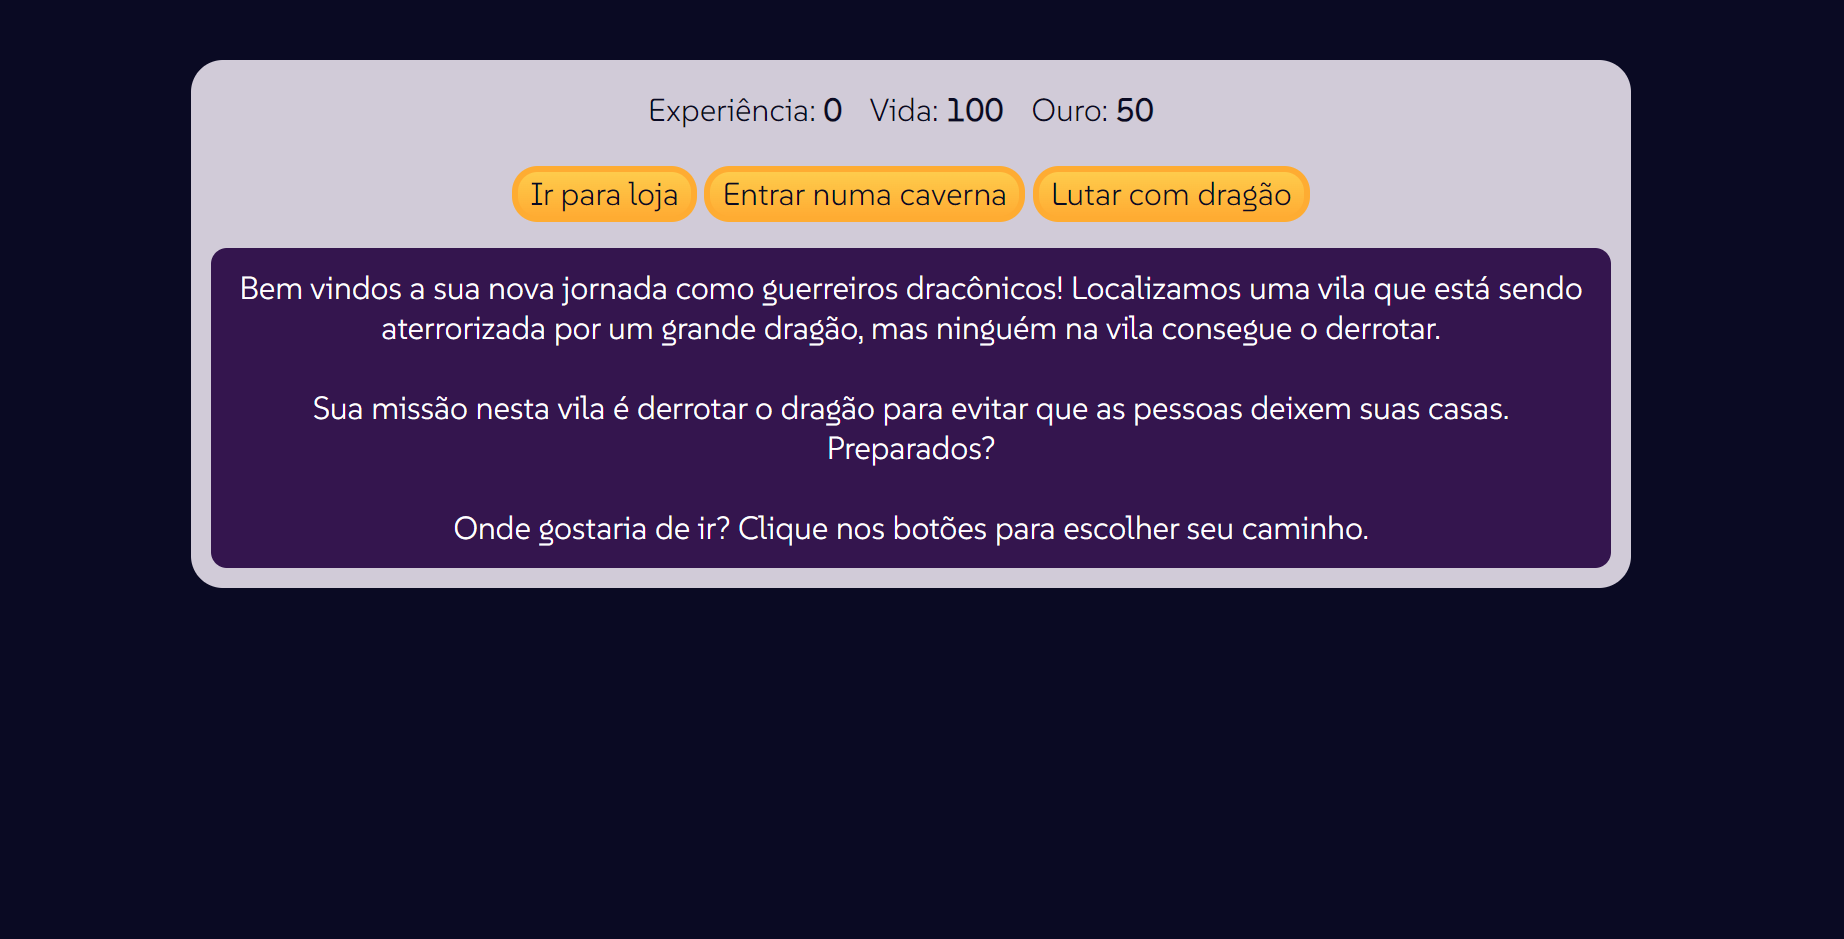 Experiência: 0 Vida: 100 Ouro: 50
Ir para loja Entrar numa caverna Lutar com dragão
Bem vindos a sua nova jornada como guerreiros dracônicos! Localizamos uma vila que está sendo
aterrorizada por um grande dragão, mas ninguém na vila consegue o derrotar.
Sua missão nesta vila é derrotar o dragão para evitar que as pessoas deixem suas casas.
Preparados?
Onde gostaria de ir? Clique nos botões para escolher seu caminho.